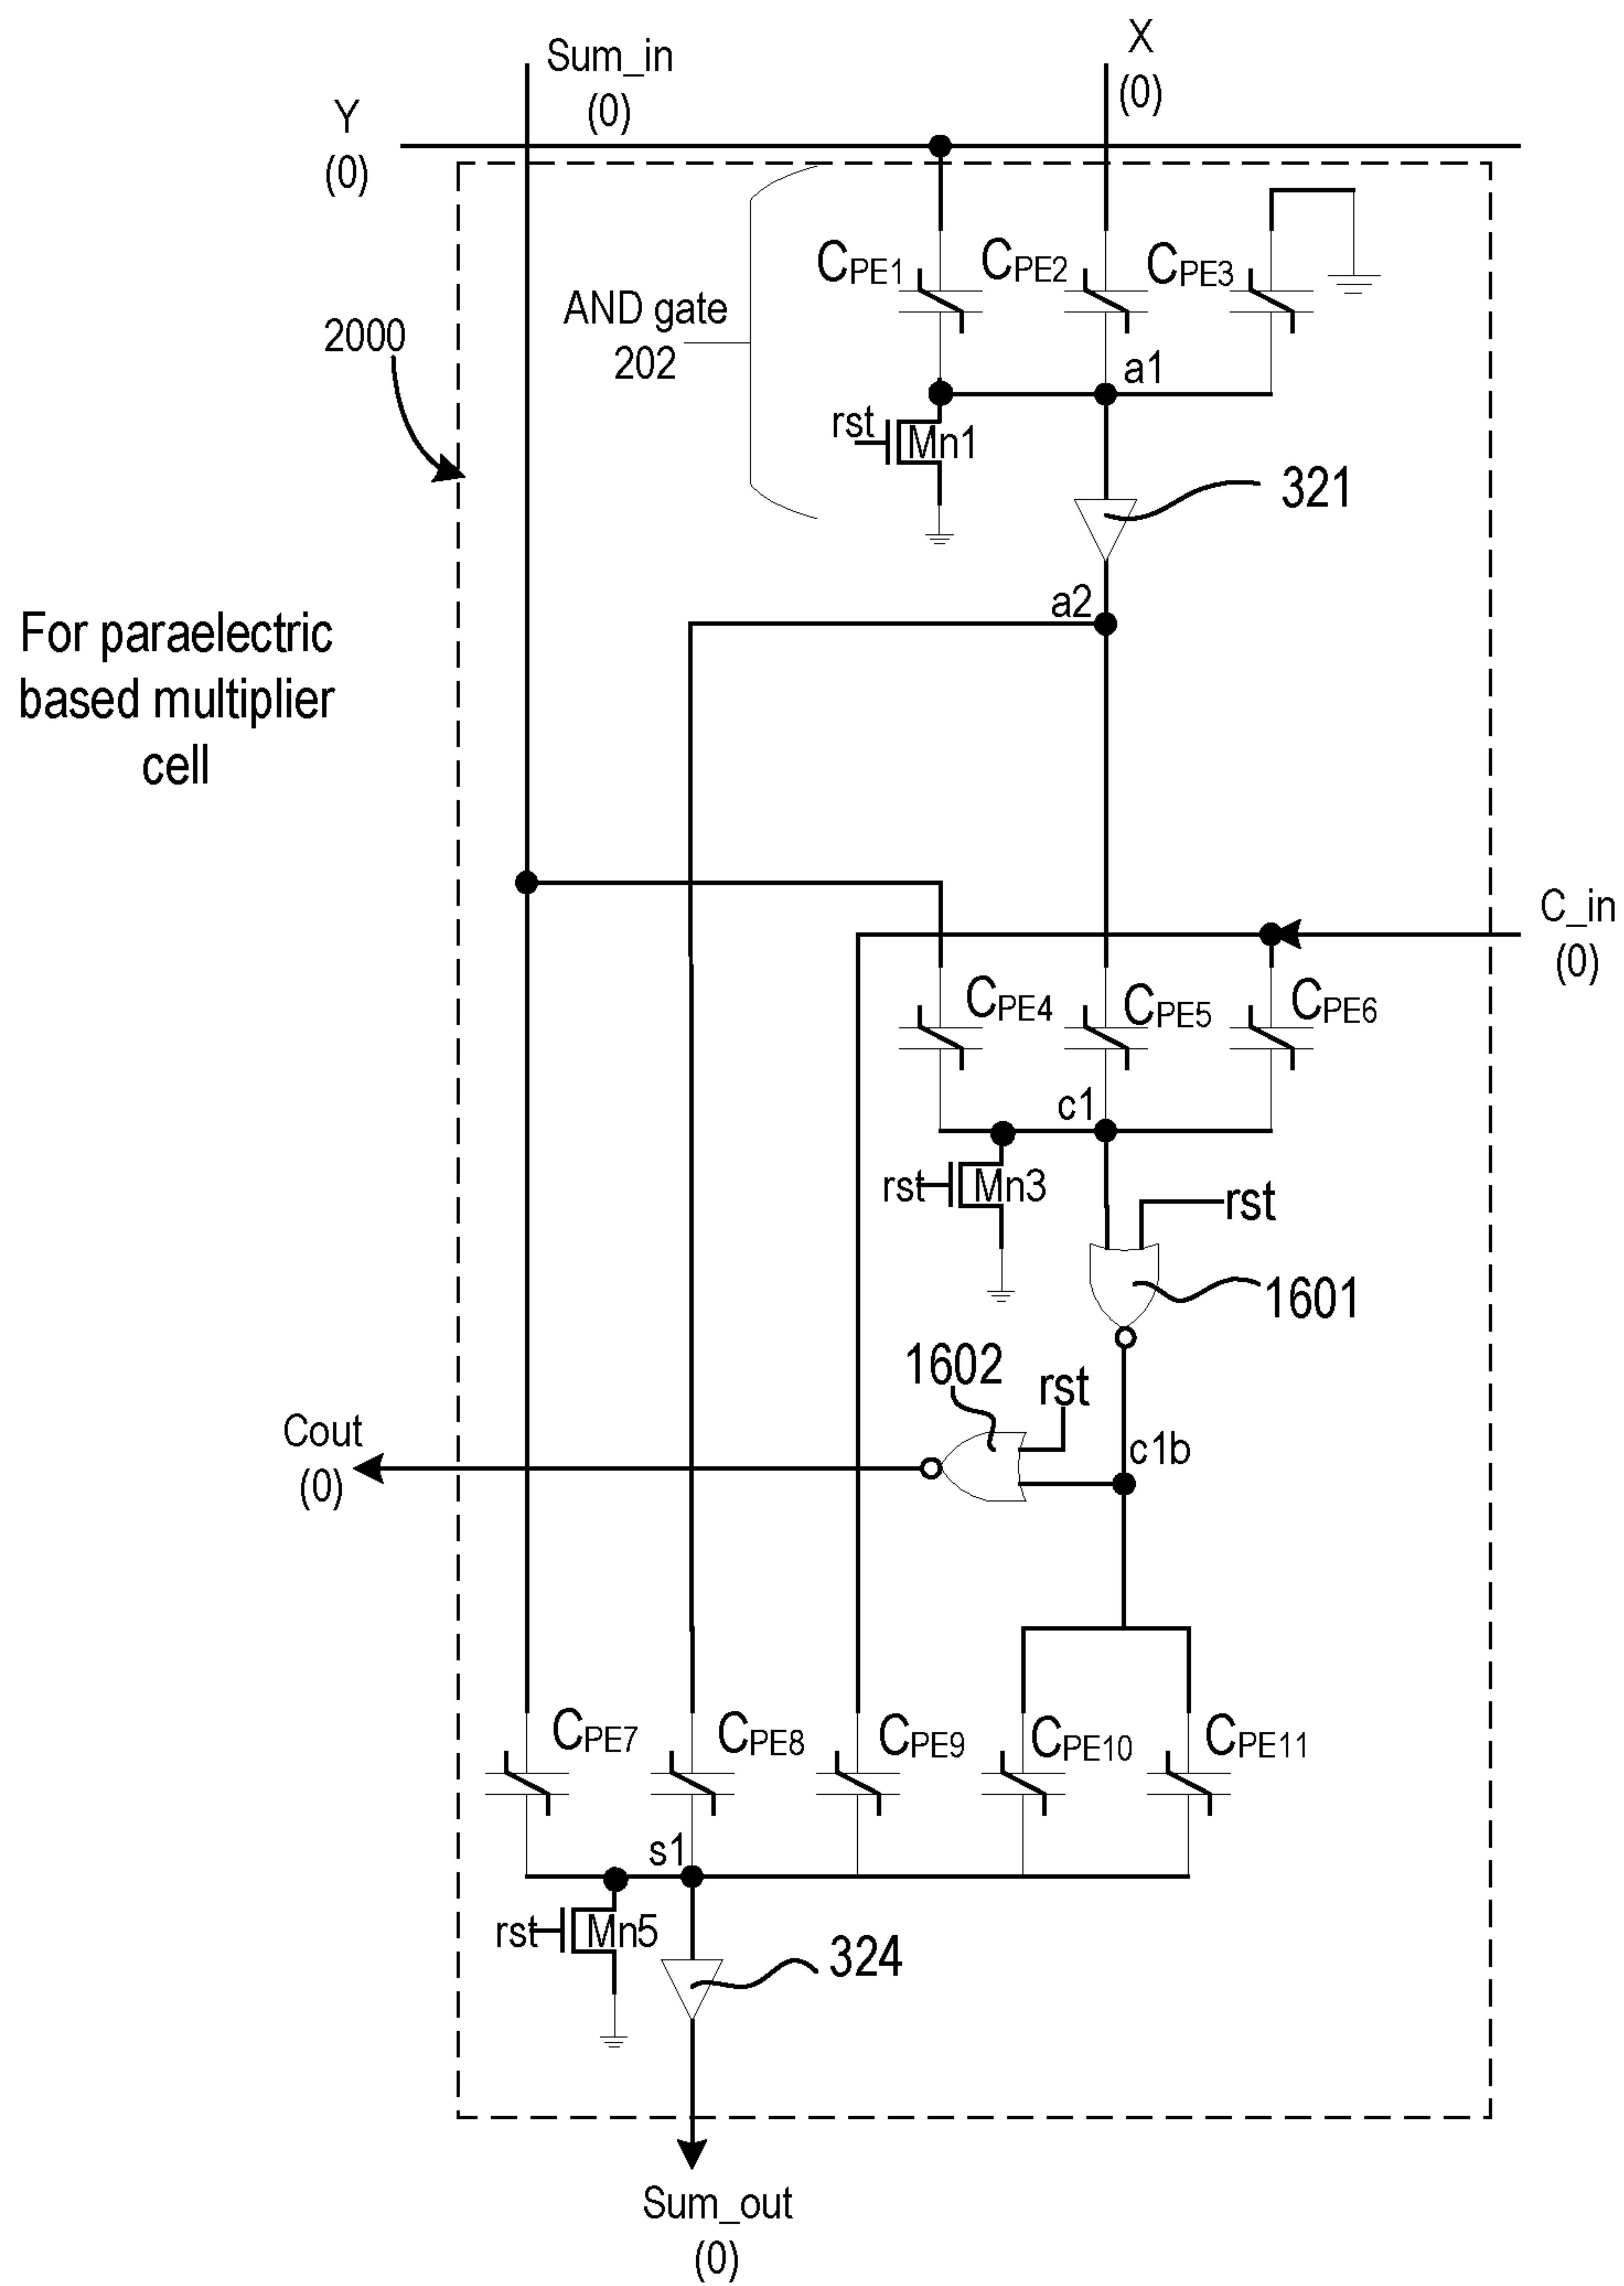 Sum_in
(0)
X
(0)
Y
(0)
CPE1
CPE2
CPE3
AND gate
202
2000
a1
rst
Mn1
321
a2
For paraelectric
based multiplier
cell
C_in
(0)
CPE4
CPE5
CPE6
c1
rst
Mn3
rst
1601
1602
rst
Cout
(0)
c1b
CPE7
CPE8
CPE9
CPE10
CPE11
s1
rst
Mn5
324
Sum_out
(0)